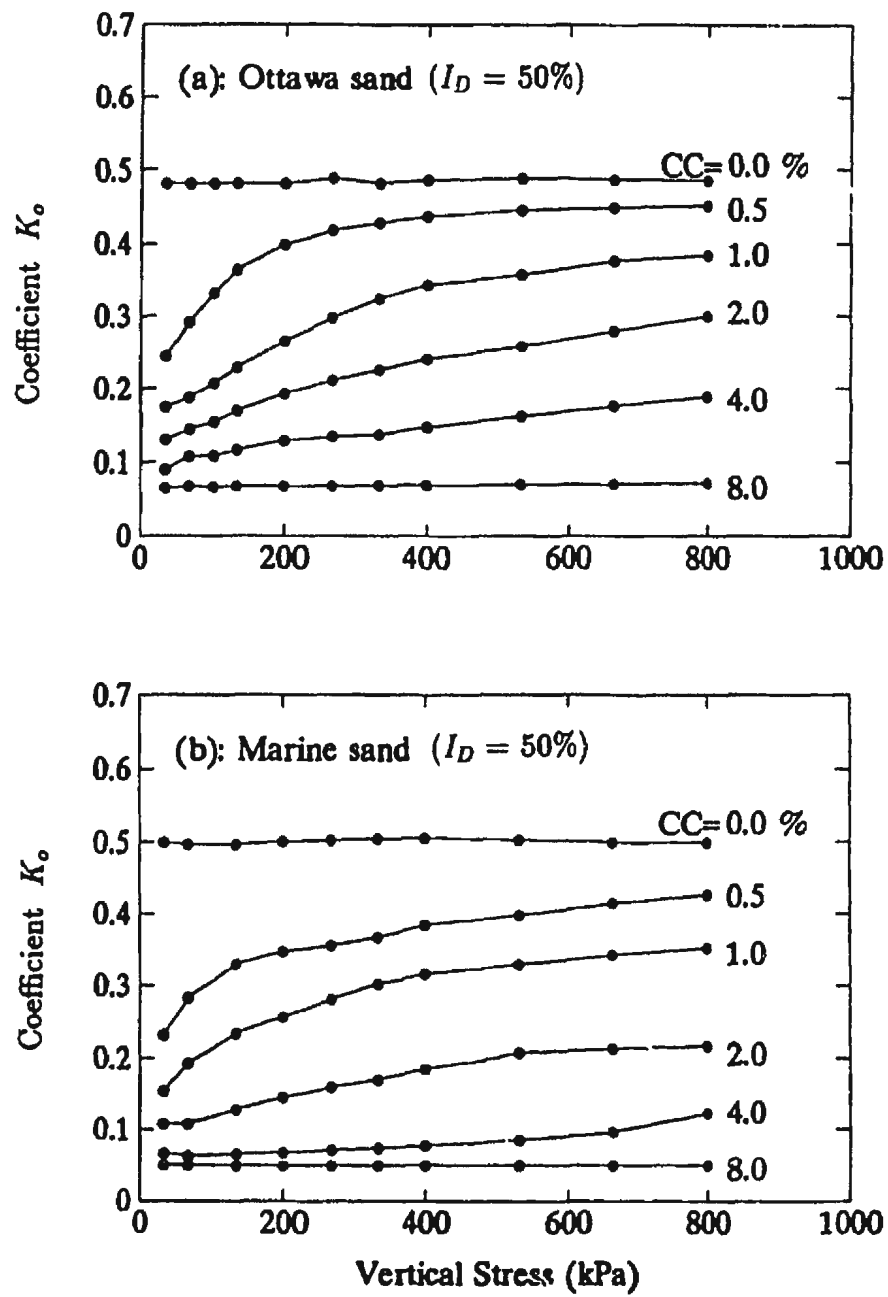 0.7
(a): Ottawa sand (I_D = 50%)
0.6
0.5
CC= 0.0 %
0.5
0.4
1.0
0.3
2.0
0.2
4.0
0.1
8.0
0
0 200 400 600 800 1000
Coefficient K_o
0.7
(b): Marine sand (I_D = 50%)
0.6
CC= 0.0 %
0.5
0.5
0.4
1.0
0.3
2.0
0.2
4.0
0.1
8.0
0
0 200 400 600 800 1000
Coefficient K_o
Vertical Stress (kPa)